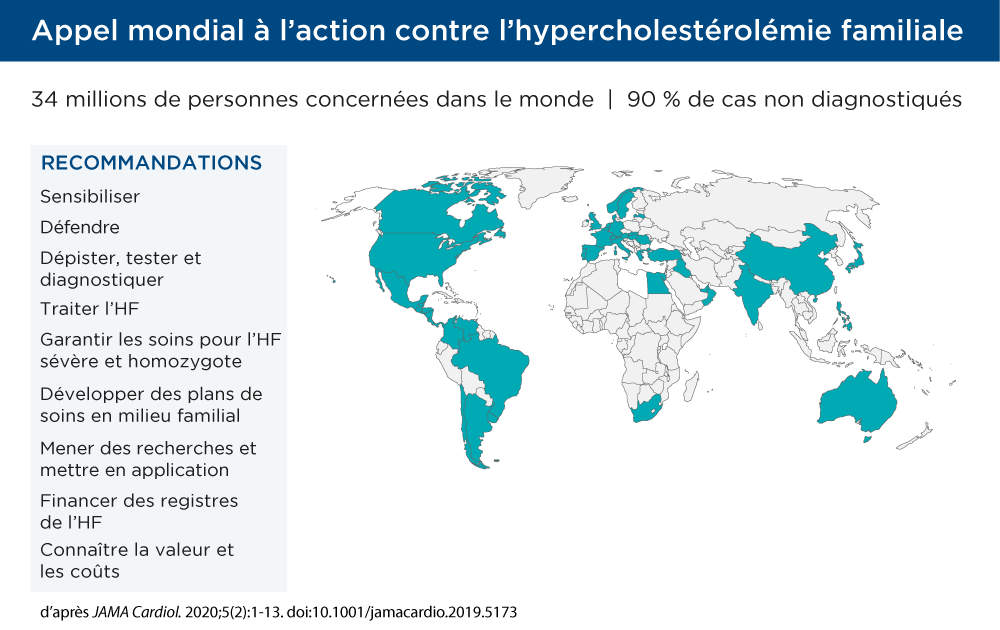 Appel mondial à l’action contre l’hypercholestérolémie familiale
34 millions de personnes concernées dans le monde | 90 % de cas non diagnostiqués
RECOMMANDATIONS
Sensibiliser
Défendre
Dépister, tester et
diagnostiquer
Traiter l’HF
Garantir les soins pour l’HF
sévère et homozygote
Développer des plans de
soins en milieu familial
Mener des recherches et
mettre en application
Financer des registres
de l’HF
Connaître la valeur et
les coûts
d’après JAMA Cardiol. 2020;5(2):1-13. doi:10.1001/jamacardio.2019.5173